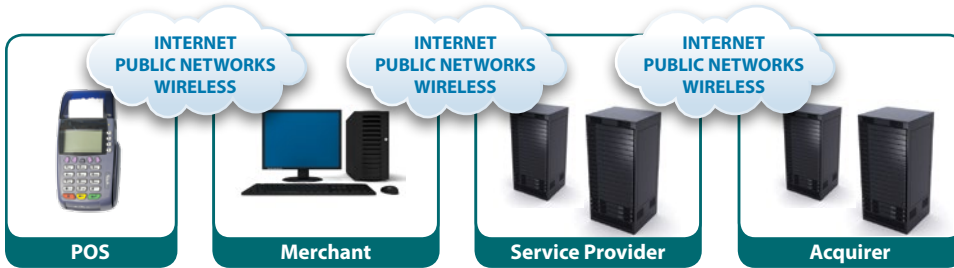 INTERNET
PUBLIC NETWORKS
WIRELESS
INTERNET
PUBLIC NETWORKS
WIRELESS
INTERNET
PUBLIC NETWORKS
WIRELESS
POS
Merchant
Service Provider
Acquirer